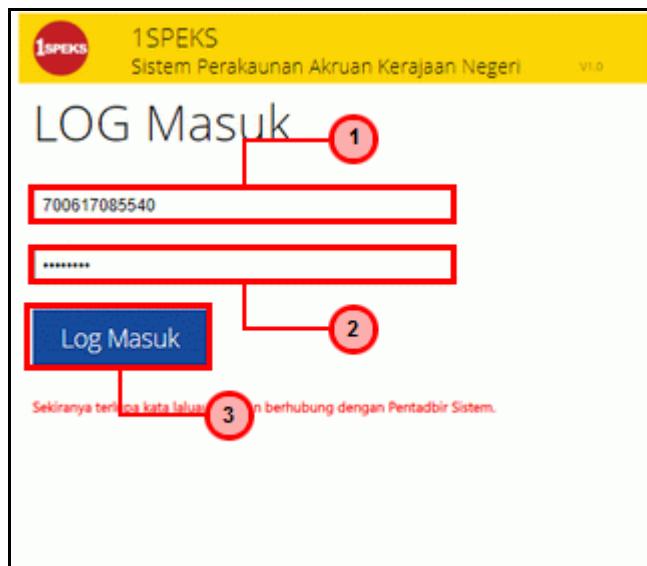 1SPEKS
1SPEKS
Sistem Perakaunan Akruan Kerajaan Negeri V1.0
LOG Masuk
1
700617085540
••••••••
2
Log Masuk
Sekiranya terlupa kata laluan berhubung dengan Pentadbir Sistem.
3